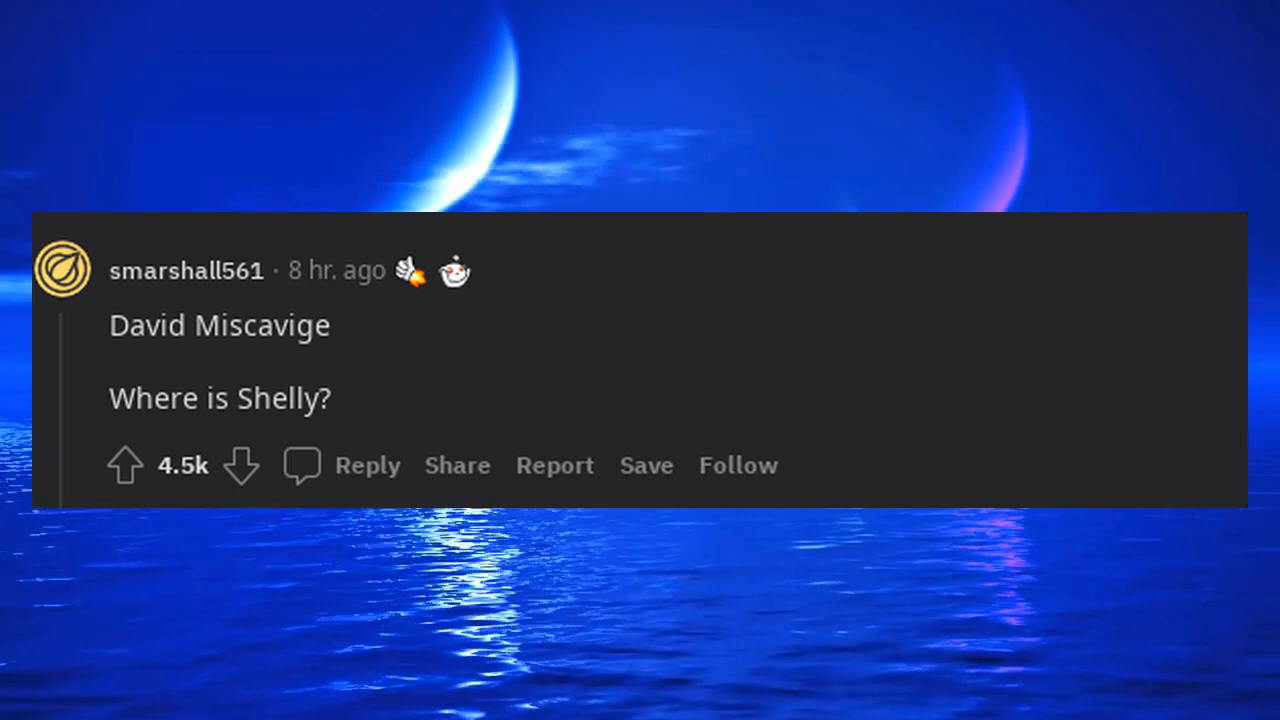 smarshall561 · 8 hr. ago
David Miscavige
Where is Shelly?
4.5k Reply Share Report Save Follow